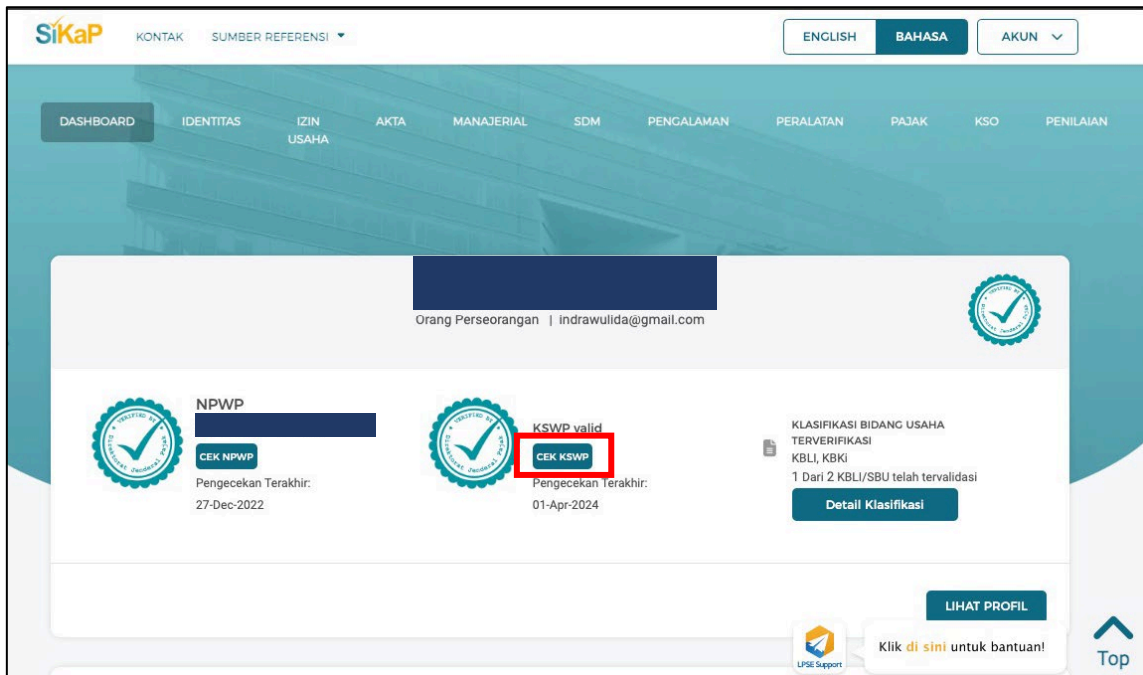 SiKaP
KONTAK
SUMBER REFERENSI
ENGLISH
BAHASA
AKUN
DASHBOARD
IDENTITAS
IZIN
USAHA
AKTA
MANAJERIAL
SDM
PENGALAMAN
PERALATAN
PAJAK
KSO
PENILAIAN
Orang Perseorangan | indrawulida@gmail.com
NPWP
CEK NPWP
Pengecekan Terakhir:
27-Dec-2022
KSWP valid
CEK KSWP
Pengecekan Terakhir:
01-Apr-2024
KLASIFIKASI BIDANG USAHA
TERVERIFIKASI
KBLI, KBKi
1 Dari 2 KBLI/SBU telah tervalidasi
Detail Klasifikasi
LIHAT PROFIL
LPSE Support
Klik di sini untuk bantuan!
Top